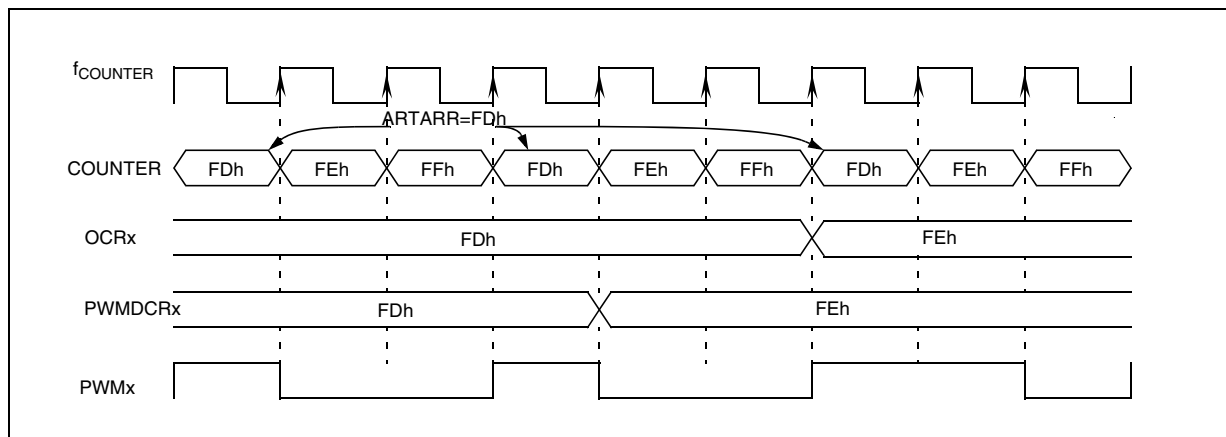 fCOUNTER
ARTARR=FDh
COUNTER FDh FEh FFh FDh FEh FFh FDh FEh FFh
OCRx FDh FEh
PWMDCRx FDh FEh
PWMx